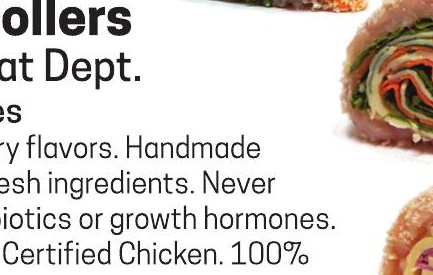 ollers
at Dept.
es
ry flavors. Handmade
esh ingredients. Never
biotics or growth hormones.
Certified Chicken. 100%